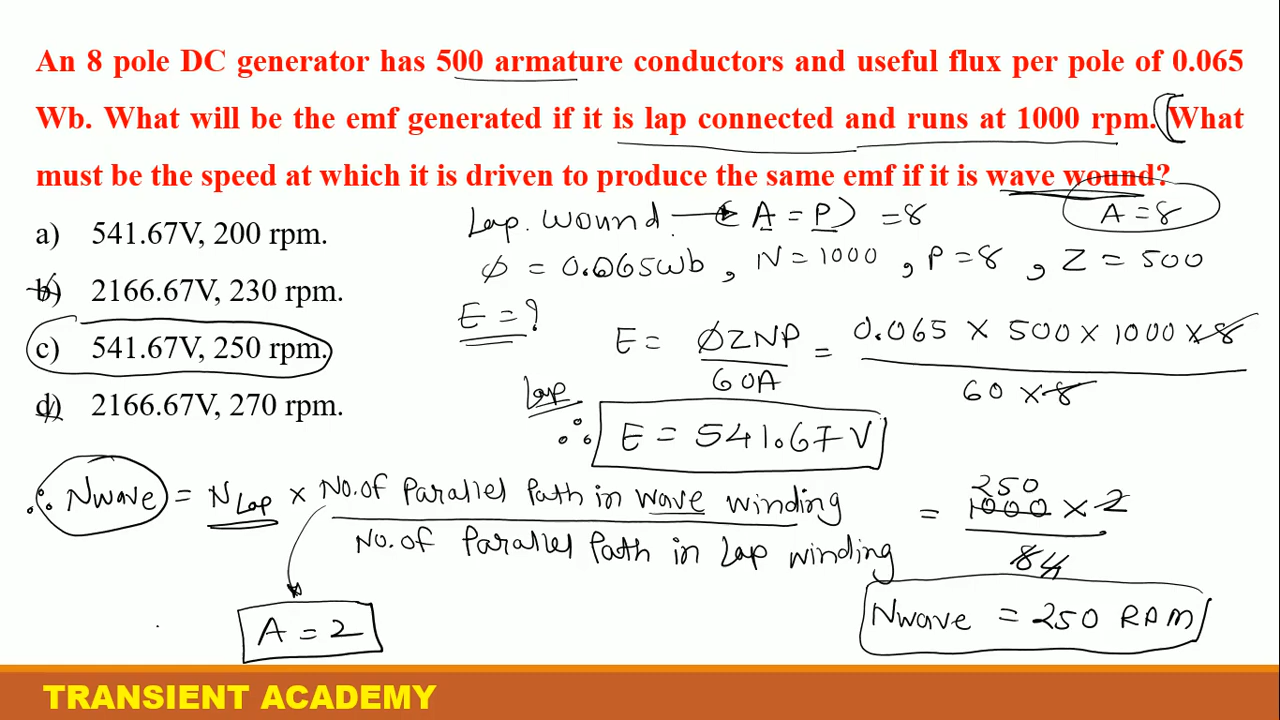 An 8 pole DC generator has 500 armature conductors and useful flux per pole of 0.065
Wb. What will be the emf generated if it is lap connected and runs at 1000 rpm. (What
must be the speed at which it is driven to produce the same emf if it is wave wound?
a) 541.67V, 200 rpm.
b) 2166.67V, 230 rpm.
c) 541.67V, 250 rpm.
d) 2166.67V, 270 rpm.
Lap. wound → (A = P) = 8
A = 8
ϕ = 0.065wb, N = 1000, P = 8, Z = 500
E = ?
E = ϕZNP / 60A = 0.065 × 500 × 1000 × 8 / 60 × 8
Lap
∴ E = 541.67 V
∴ Nwave = NLap × No. of Parallel Path in wave winding / No. of Parallel Path in Lap winding = 250 1000 × 2 / 8 4
A = 2
Nwave = 250 RPM
TRANSIENT ACADEMY